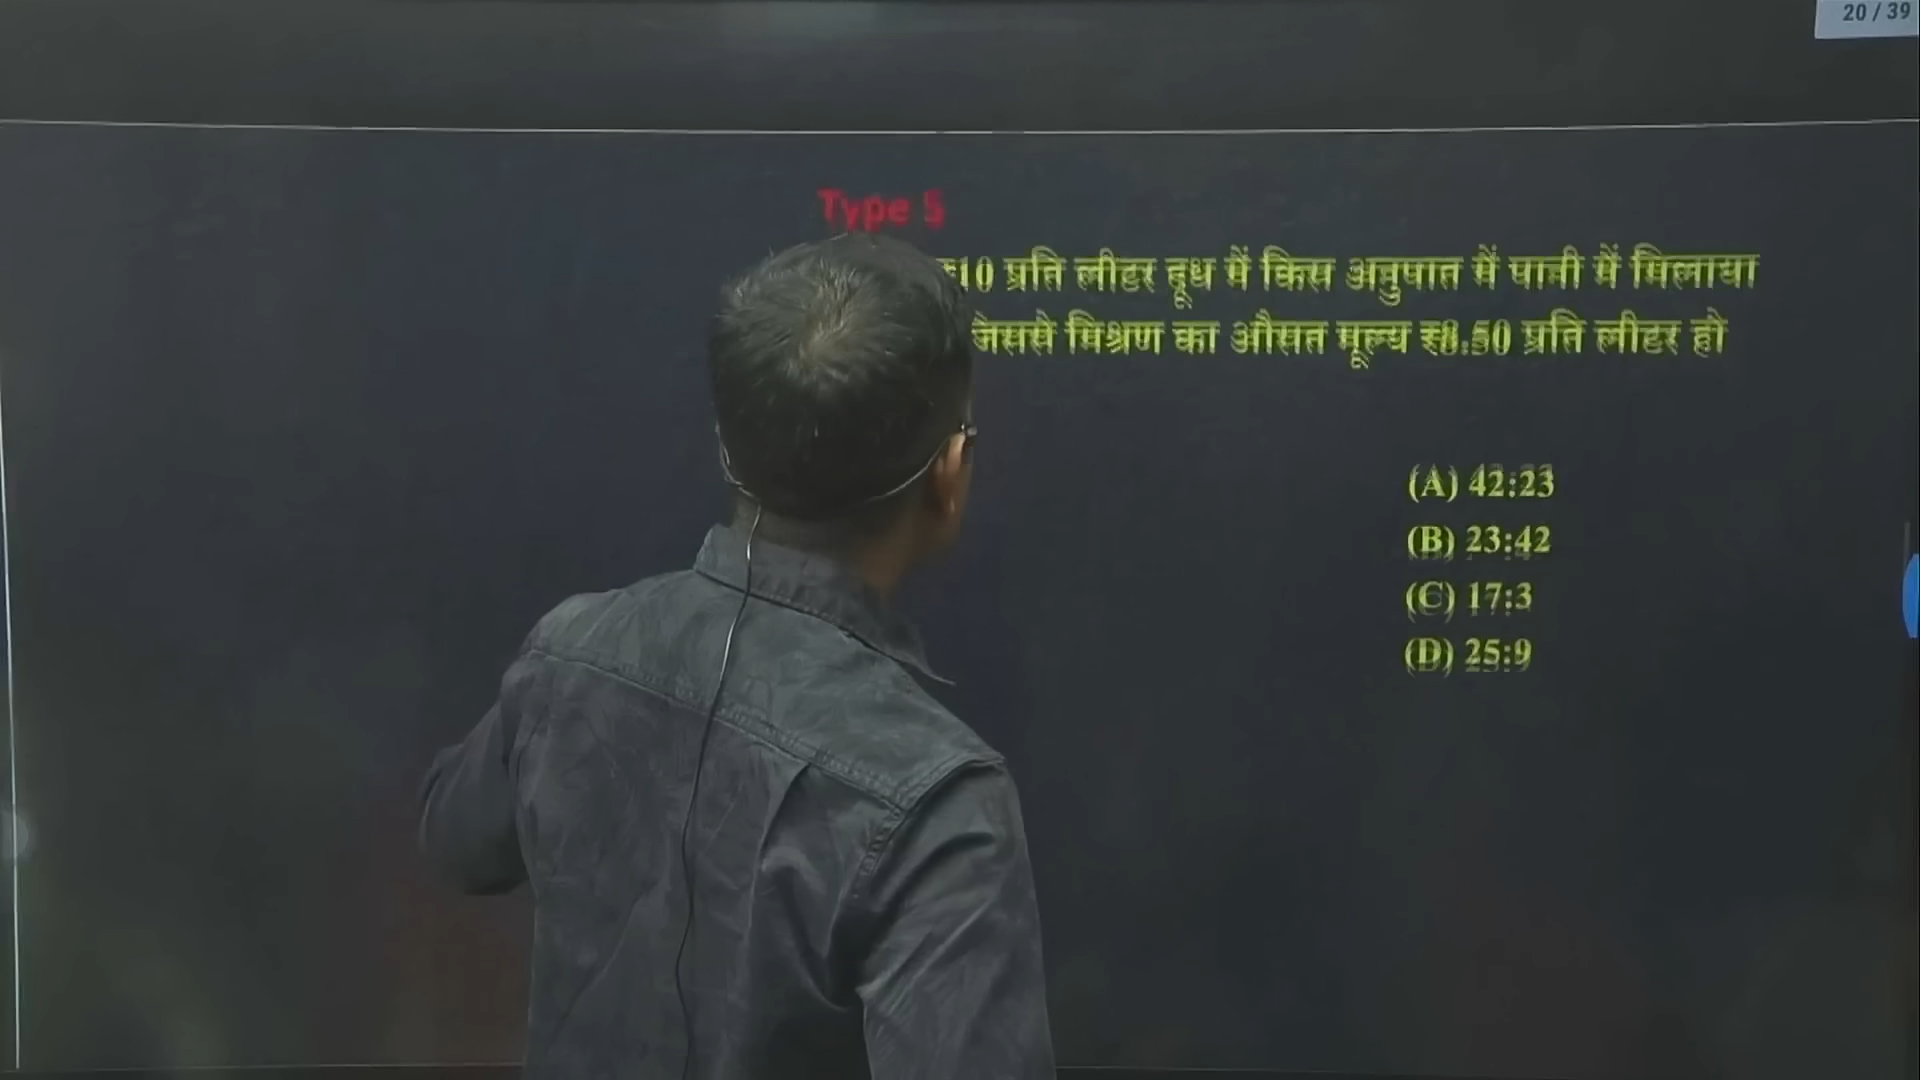 20 / 39
Type 5
₹10 प्रति लीटर दूध में किस अनुपात में पानी में मिलाया
जिससे मिश्रण का औसत मूल्य ₹8.50 प्रति लीटर हो
(A) 42:23
(B) 23:42
(C) 17:3
(D) 25:9